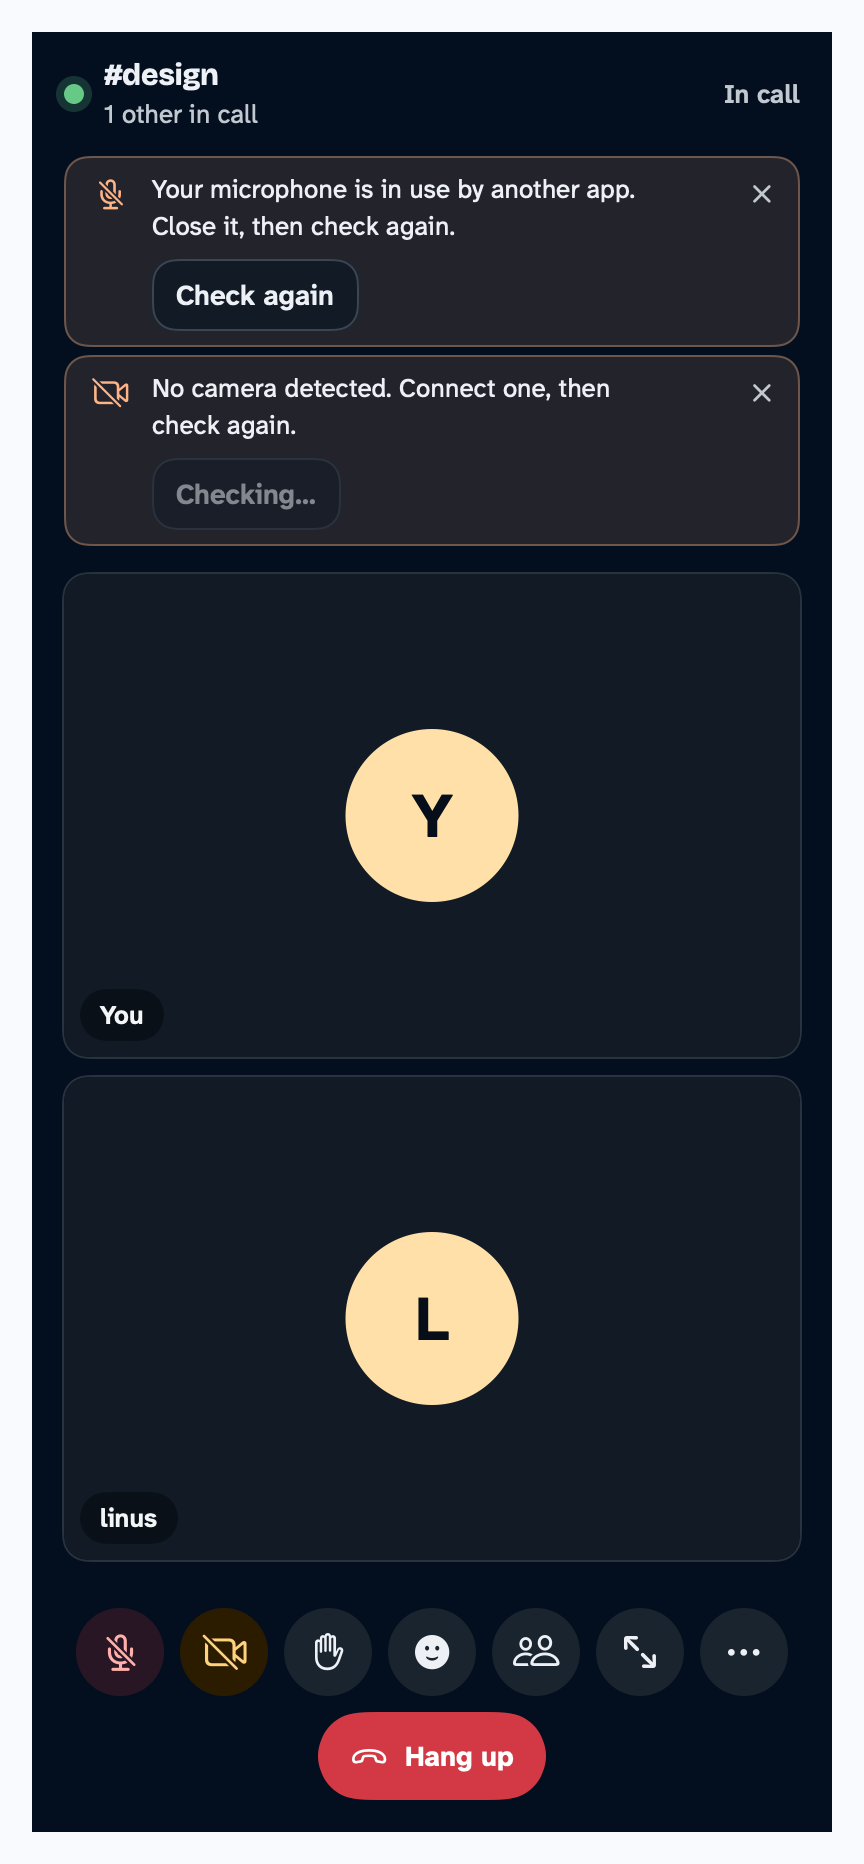 #design
1 other in call
In call
Your microphone is in use by another app.
Close it, then check again.
Check again
No camera detected. Connect one, then
check again.
Checking...
Y
You
L
linus
Hang up